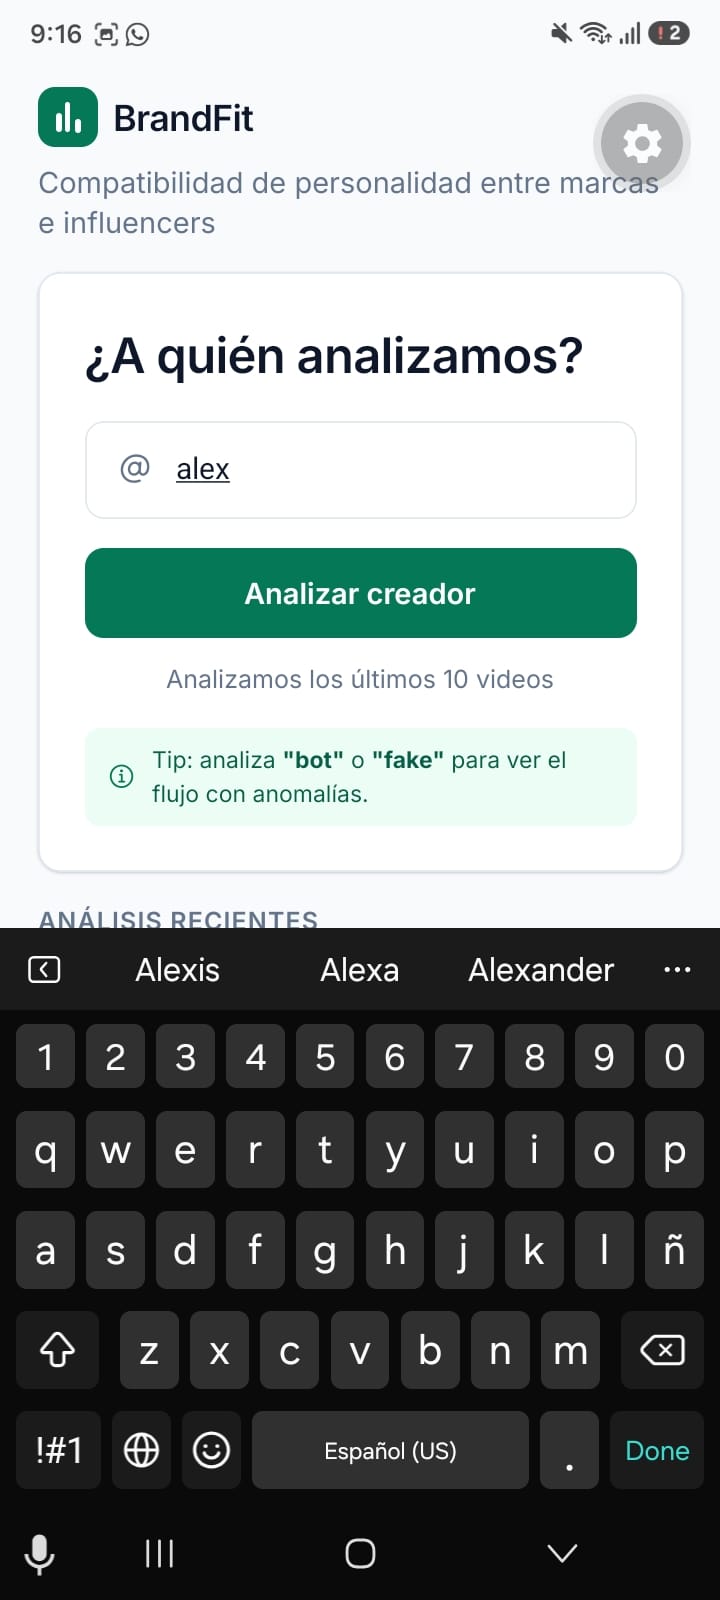 9:16
2
BrandFit
Compatibilidad de personalidad entre marcas
e influencers
¿A quién analizamos?
@ alex
Analizar creador
Analizamos los últimos 10 videos
Tip: analiza "bot" o "fake" para ver el
flujo con anomalías.
ANÁLISIS RECIENTES
Alexis Alexa Alexander
1 2 3 4 5 6 7 8 9 0
q w e r t y u i o p
a s d f g h j k l ñ
z x c v b n m
!#1 Español (US) . Done